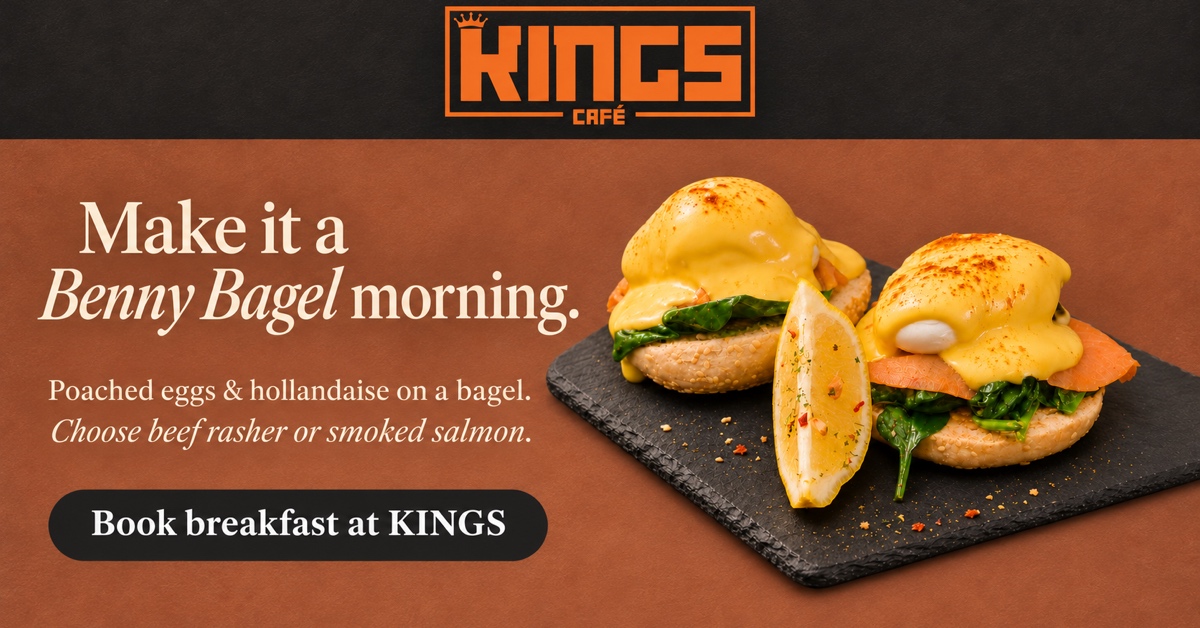 KINGS
CAFÉ
Make it a
Benny Bagel morning.
Poached eggs & hollandaise on a bagel.
Choose beef rasher or smoked salmon.
Book breakfast at KINGS